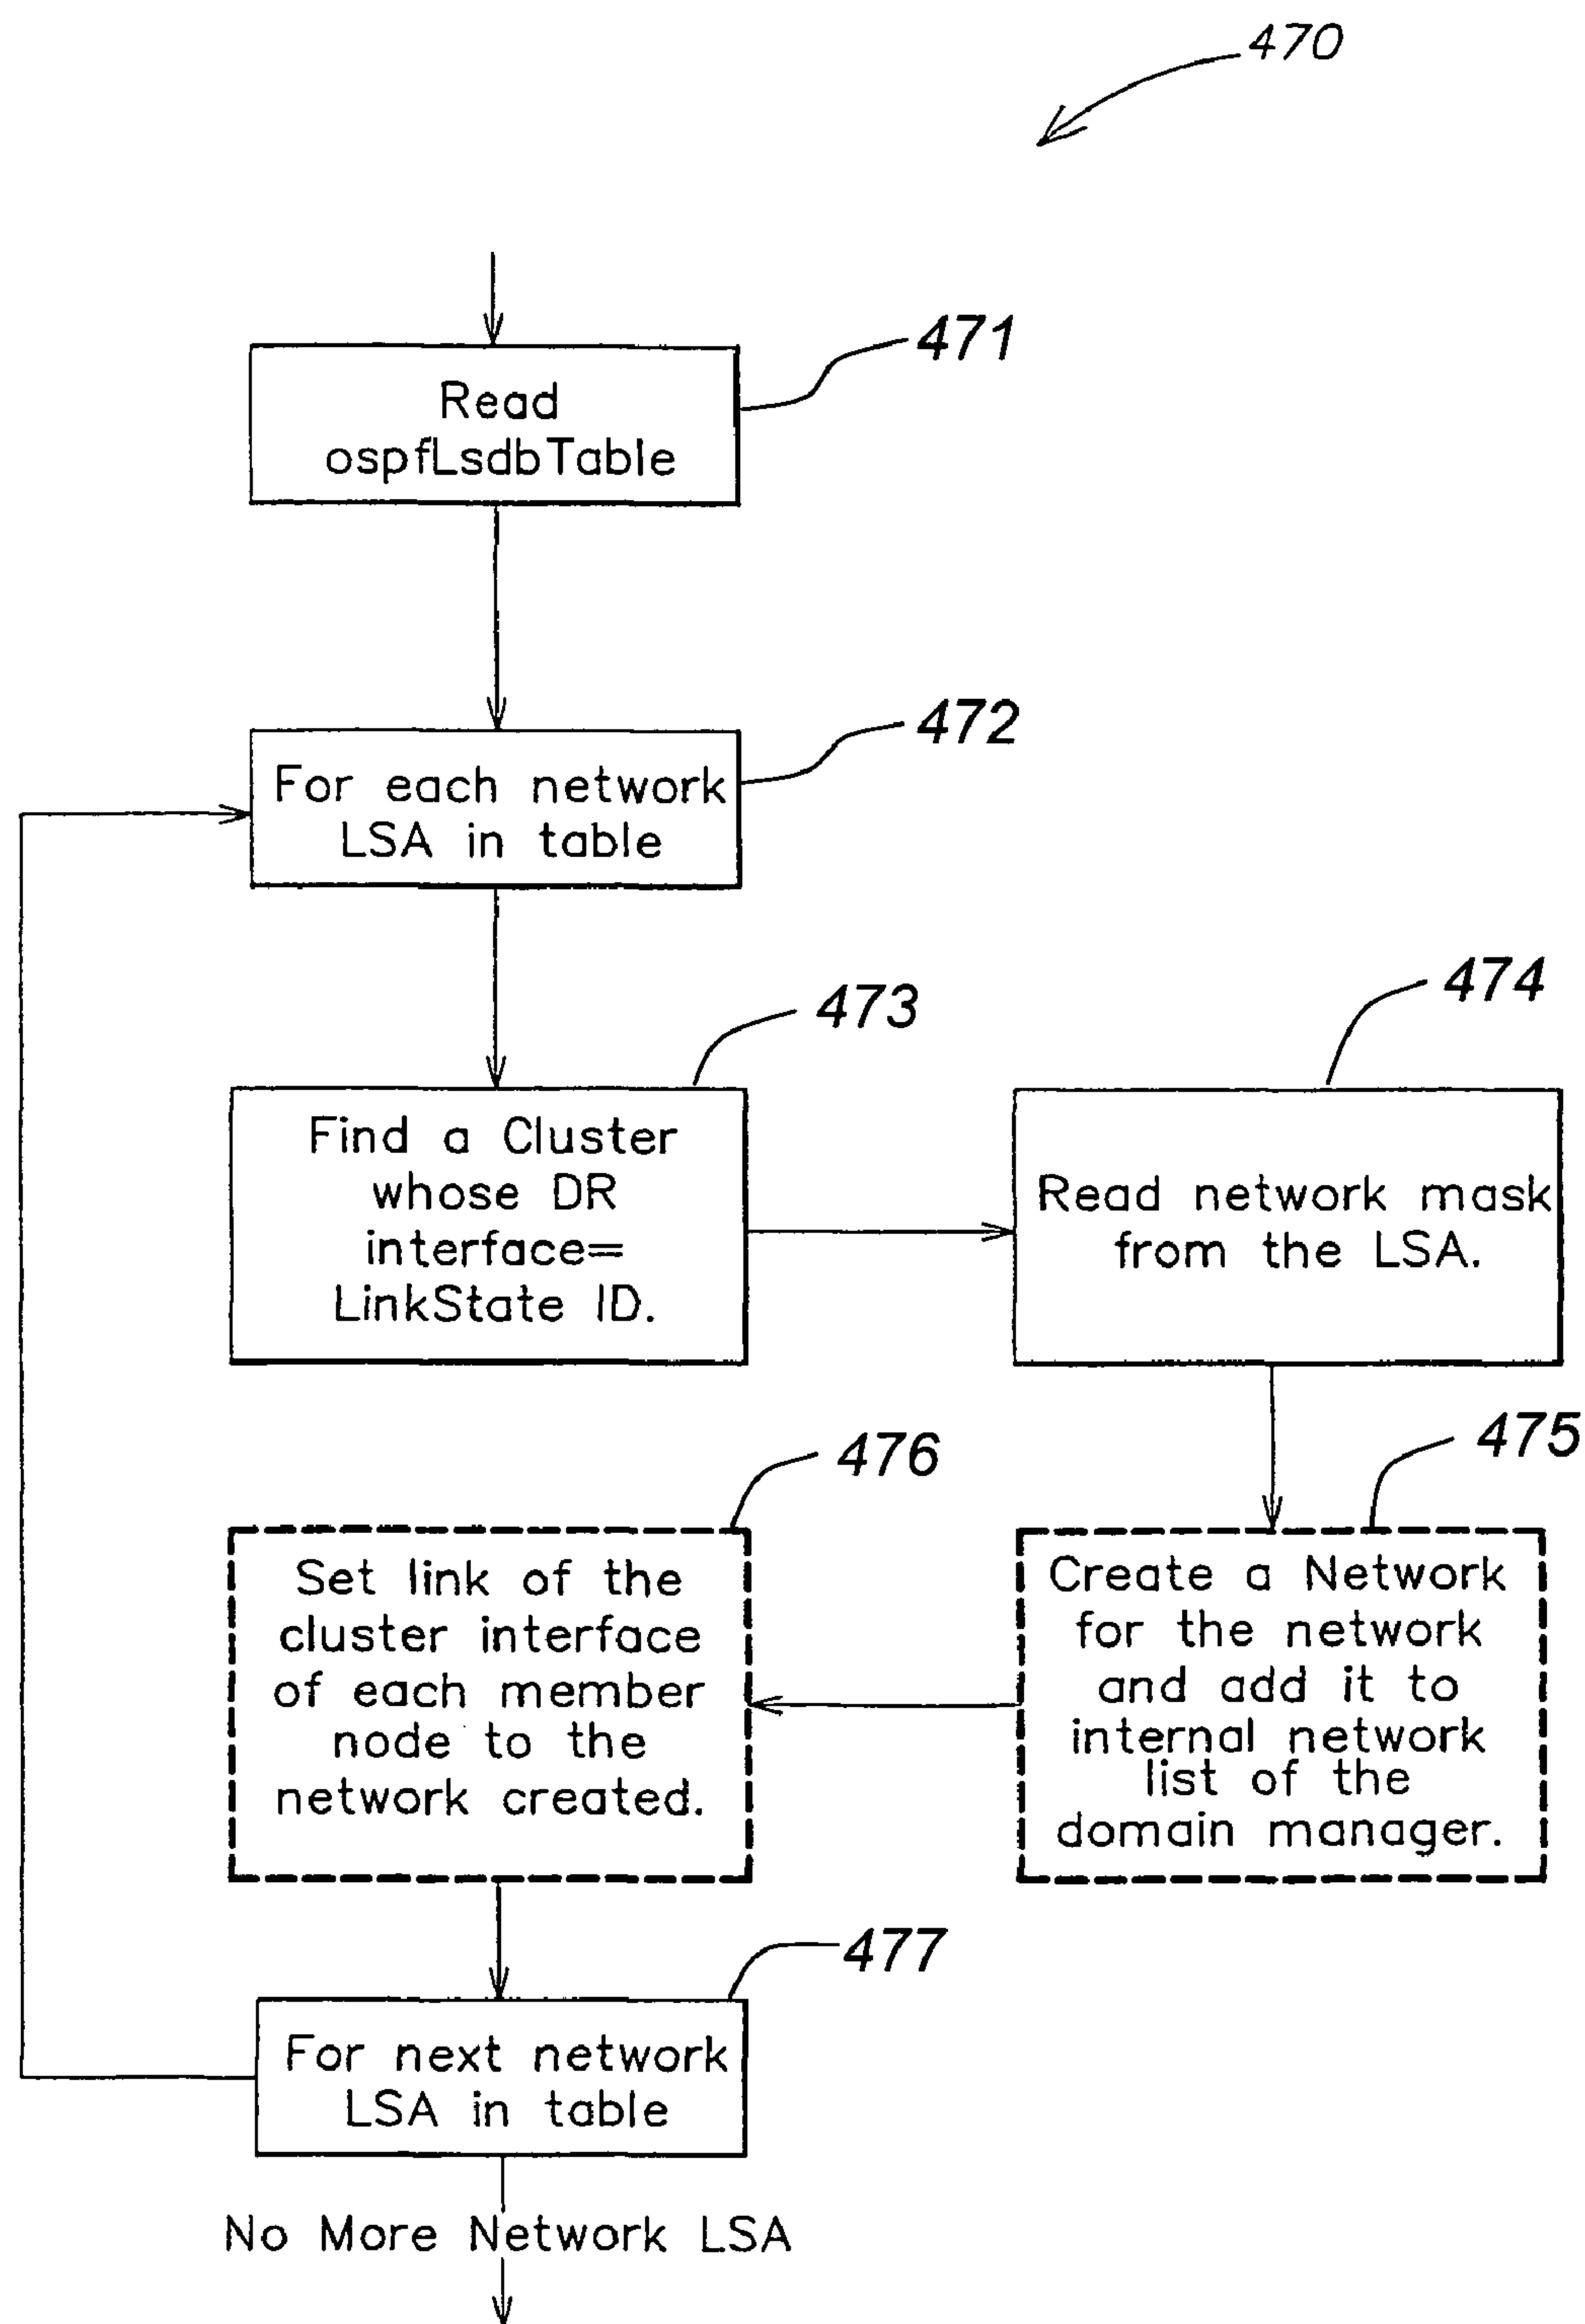 470
471
Read
ospfLsdbTable
472
For each network
LSA in table
473
Find a Cluster
whose DR
interface=
LinkState ID.
474
Read network mask
from the LSA.
475
Create a Network
for the network
and add it to
internal network
list of the
domain manager.
476
Set link of the
cluster interface
of each member
node to the
network created.
477
For next network
LSA in table
No More Network LSA